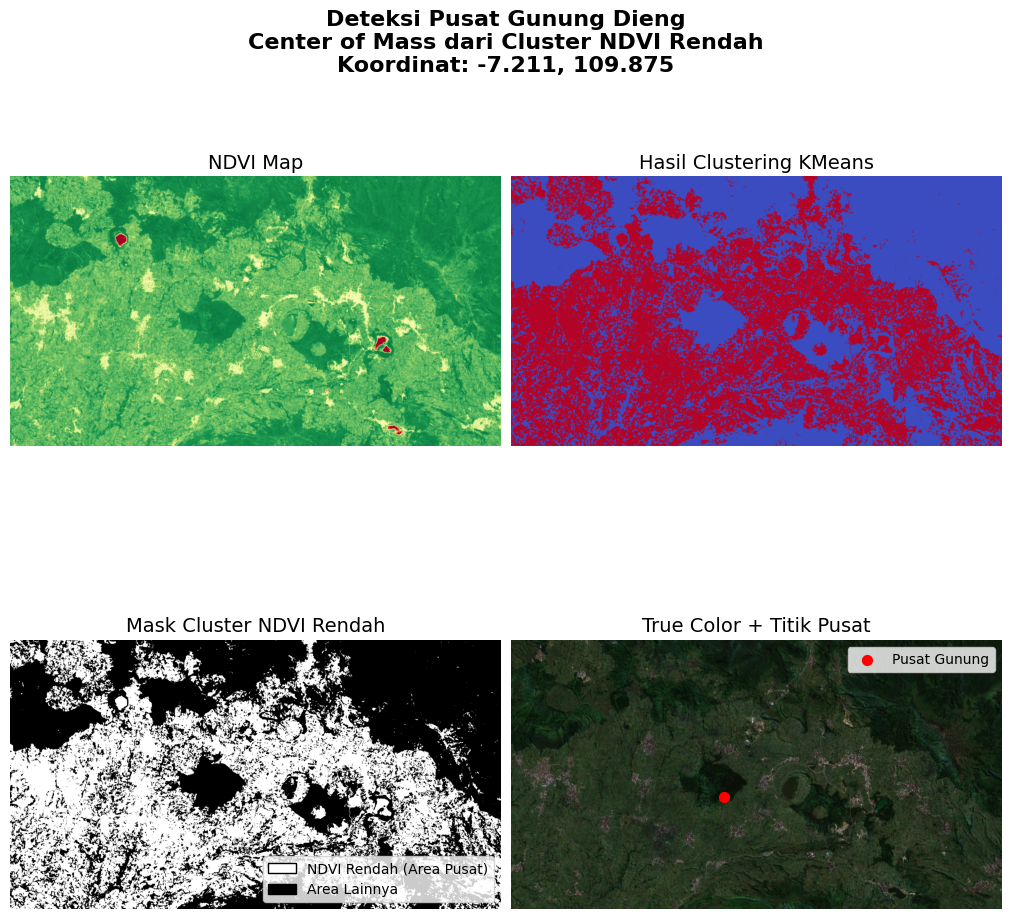 Deteksi Pusat Gunung Dieng
Center of Mass dari Cluster NDVI Rendah
Koordinat: -7.211, 109.875
NDVI Map
Hasil Clustering KMeans
Mask Cluster NDVI Rendah
NDVI Rendah (Area Pusat)
Area Lainnya
True Color + Titik Pusat
Pusat Gunung